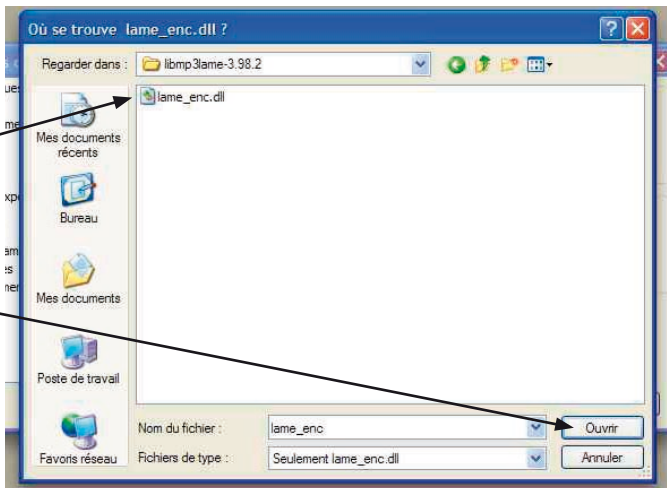 Où se trouve lame_enc.dll ?
Regarder dans :
libmp3lame-3.98.2
lame_enc.dll
Mes documents
récents
Bureau
Mes documents
Poste de travail
Favoris réseau
Nom du fichier :
lame_enc
Ouvrir
Fichiers de type :
Seulement lame_enc.dll
Annuler